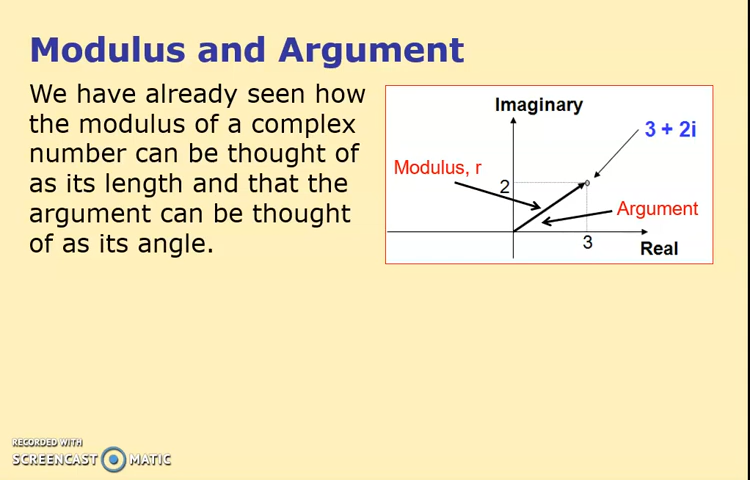 Modulus and Argument
We have already seen how
the modulus of a complex
number can be thought of
as its length and that the
argument can be thought
of as its angle.
Imaginary
3 + 2i
Modulus, r
2
Argument
3
Real
RECORDED WITH
SCREENCAST MATIC